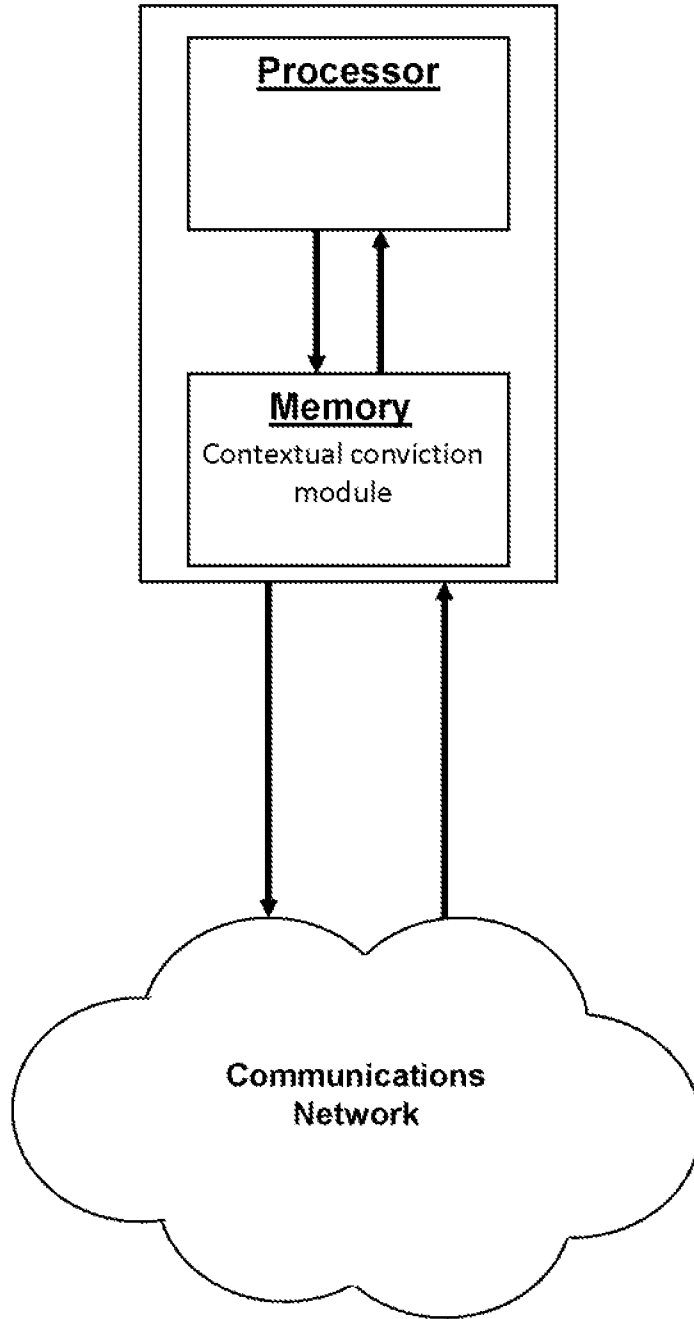 Processor
Memory
Contextual conviction
module
Communications
Network